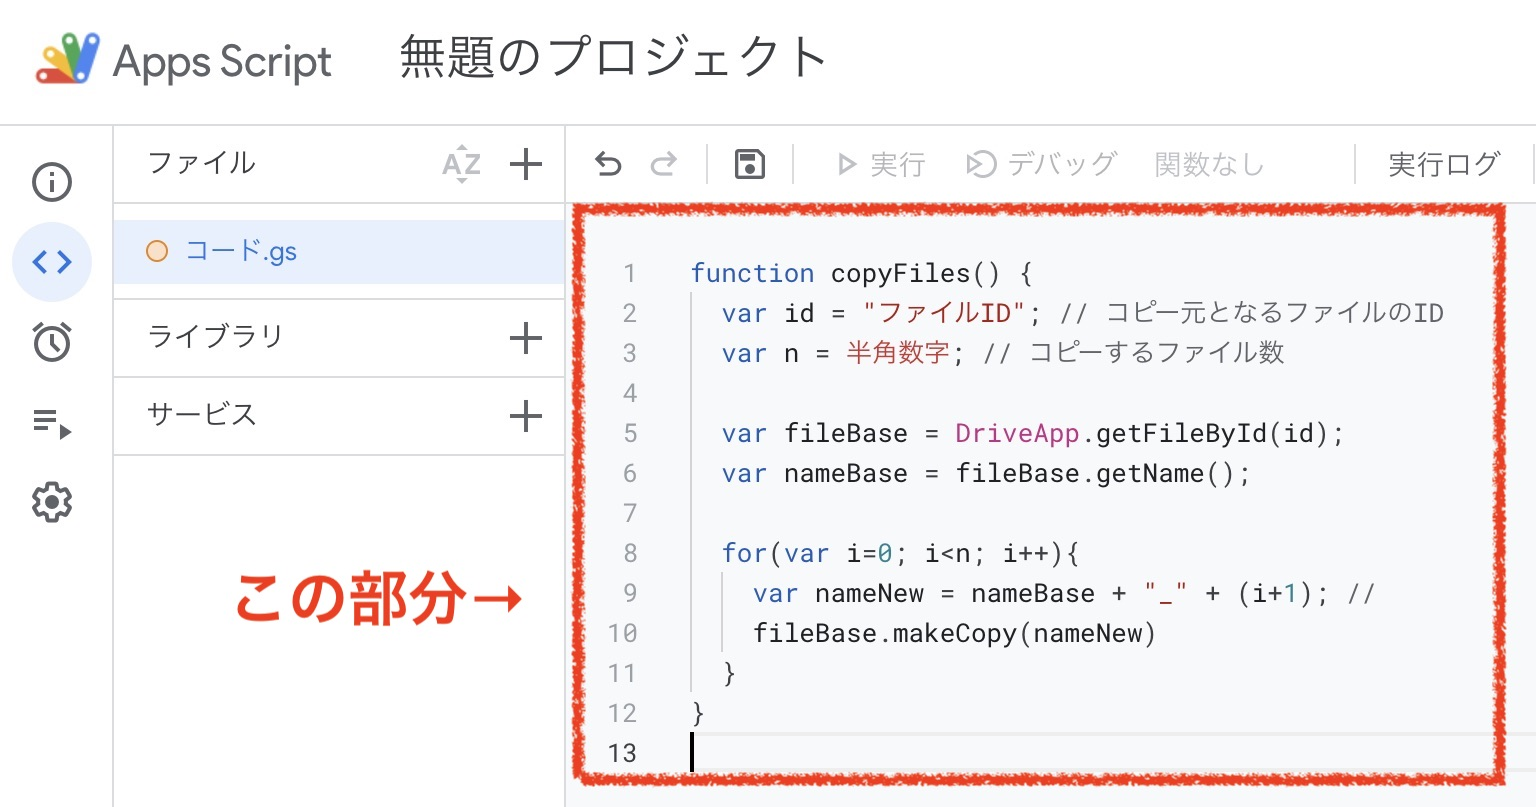 Apps Script 無題のプロジェクト
ファイル AZ
実行 デバッグ 関数なし 実行ログ
コード.gs
ライブラリ
サービス
この部分→
1 function copyFiles() {
2 var id = "ファイルID"; // コピー元となるファイルのID
3 var n = 半角数字; // コピーするファイル数
4
5 var fileBase = DriveApp.getFileById(id);
6 var nameBase = fileBase.getName();
7
8 for(var i=0; i<n; i++){
9 var nameNew = nameBase + "_" + (i+1); //
10 fileBase.makeCopy(nameNew)
11 }
12 }
13